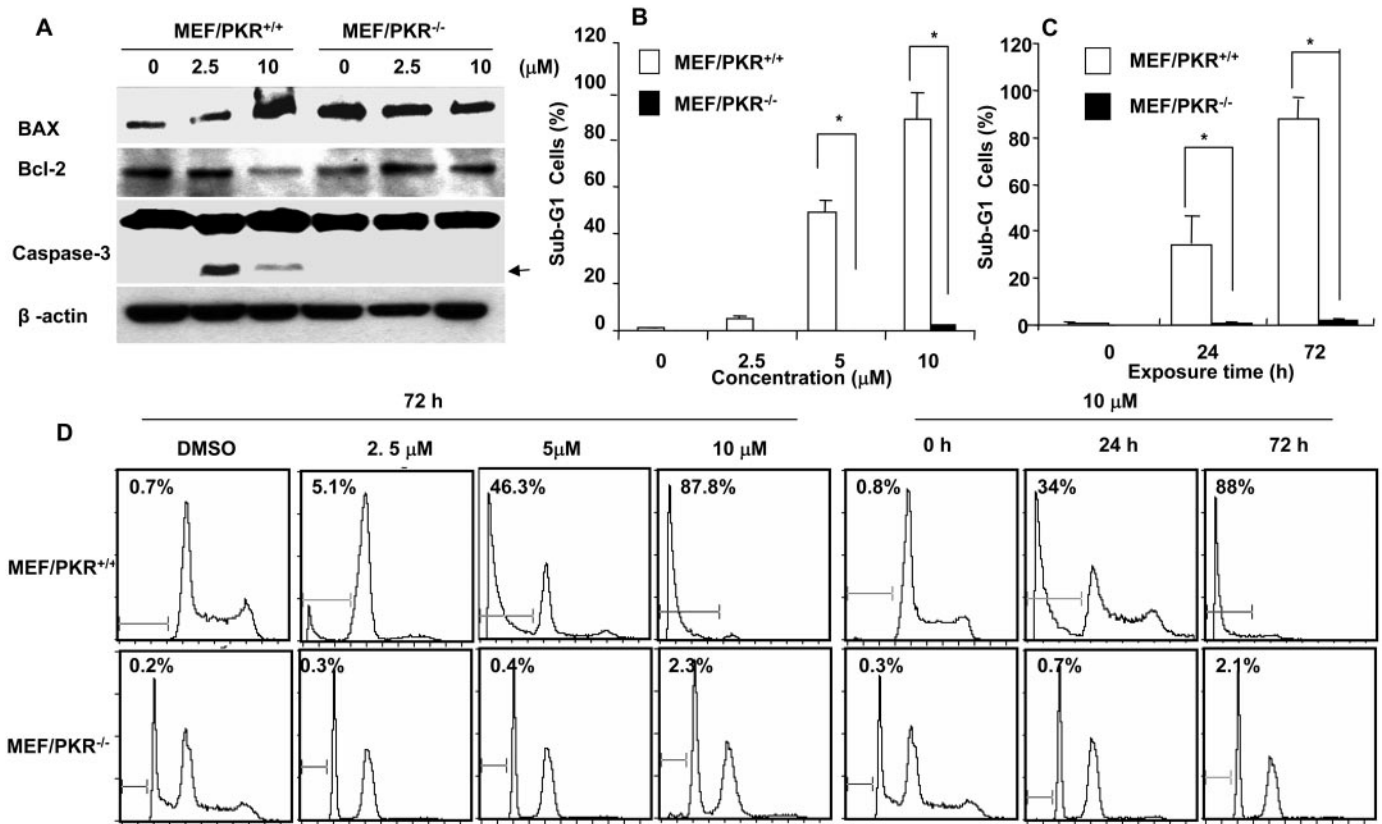 A
MEF/PKR+/+ MEF/PKR-/-
0 2.5 10 0 2.5 10 (μM)
BAX
Bcl-2
Caspase-3
β -actin
B
120
100
80
60
40
20
0
Sub-G1 Cells (%)
MEF/PKR+/+
MEF/PKR-/-
*
*
0 2.5 5 10
Concentration (μM)
C
120
100
80
60
40
20
0
Sub-G1 Cells (%)
MEF/PKR+/+
MEF/PKR-/-
*
*
0 24 72
Exposure time (h)
D
72 h 10 μM
DMSO 2. 5 μM 5μM 10 μM 0 h 24 h 72 h
MEF/PKR+/+
0.7% 5.1% 46.3% 87.8% 0.8% 34% 88%
MEF/PKR-/-
0.2% 0.3% 0.4% 2.3% 0.3% 0.7% 2.1%